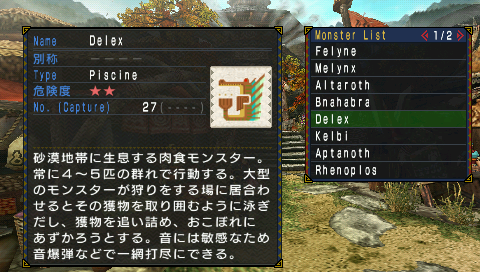 Name Delex
別称 -----
Type Piscine
危険度 ★★
No. (Capture) 27(----)
砂漠地帯に生息する肉食モンスター。
常に4～5匹の群れで行動する。大型
のモンスターが狩りをする場に居合わ
せるとその獲物を取り囲むように泳ぎ
だし、獲物を追い詰め、おこぼれに
あずかろうとする。音には敏感なため
音爆弾などで一網打尽にできる。
Monster List 1/2
Felyne
Melynx
Altaroth
Bnahabra
Delex
Kelbi
Aptanoth
Rhenoplos